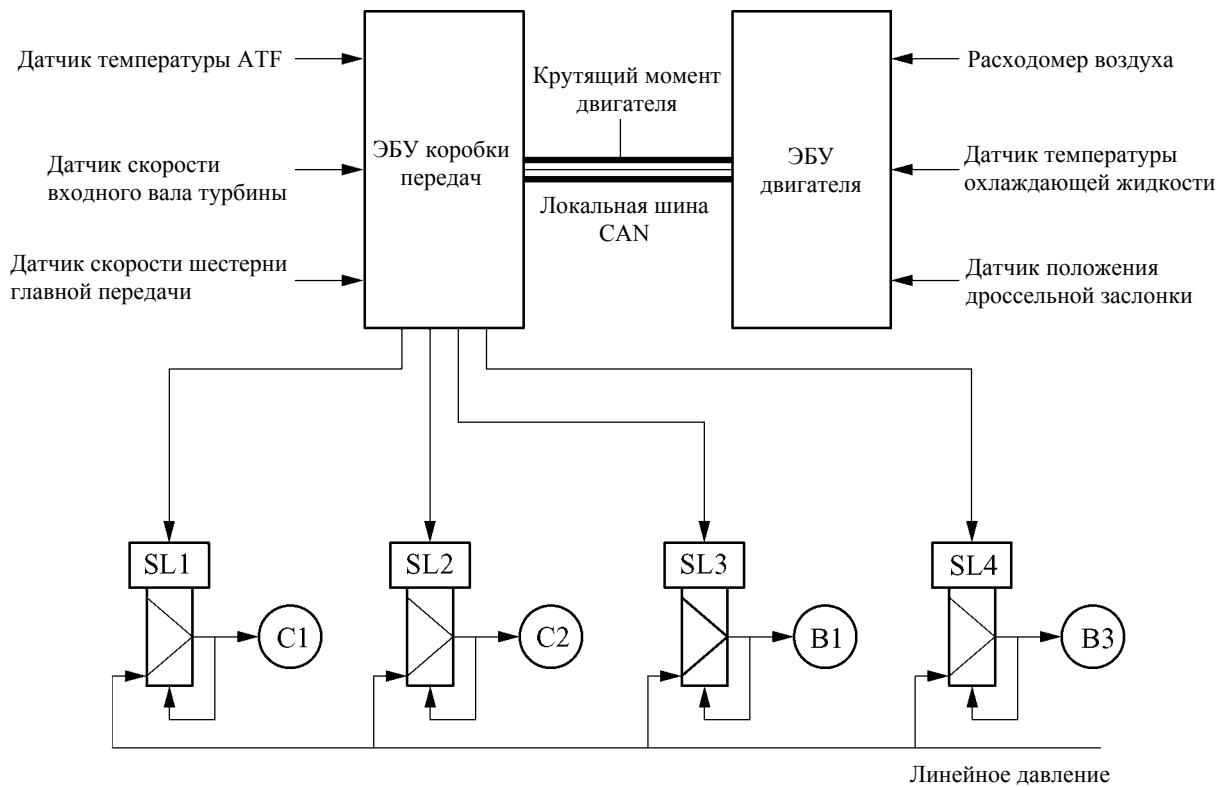 Датчик температуры ATF
Датчик скорости
входного вала турбины
Датчик скорости шестерни
главной передачи
ЭБУ коробки
передач
Крутящий момент
двигателя
Локальная шина
CAN
ЭБУ
двигателя
Расходомер воздуха
Датчик температуры
охлаждающей жидкости
Датчик положения
дроссельной заслонки
SL1
SL2
SL3
SL4
C1
C2
B1
B3
Линейное давление